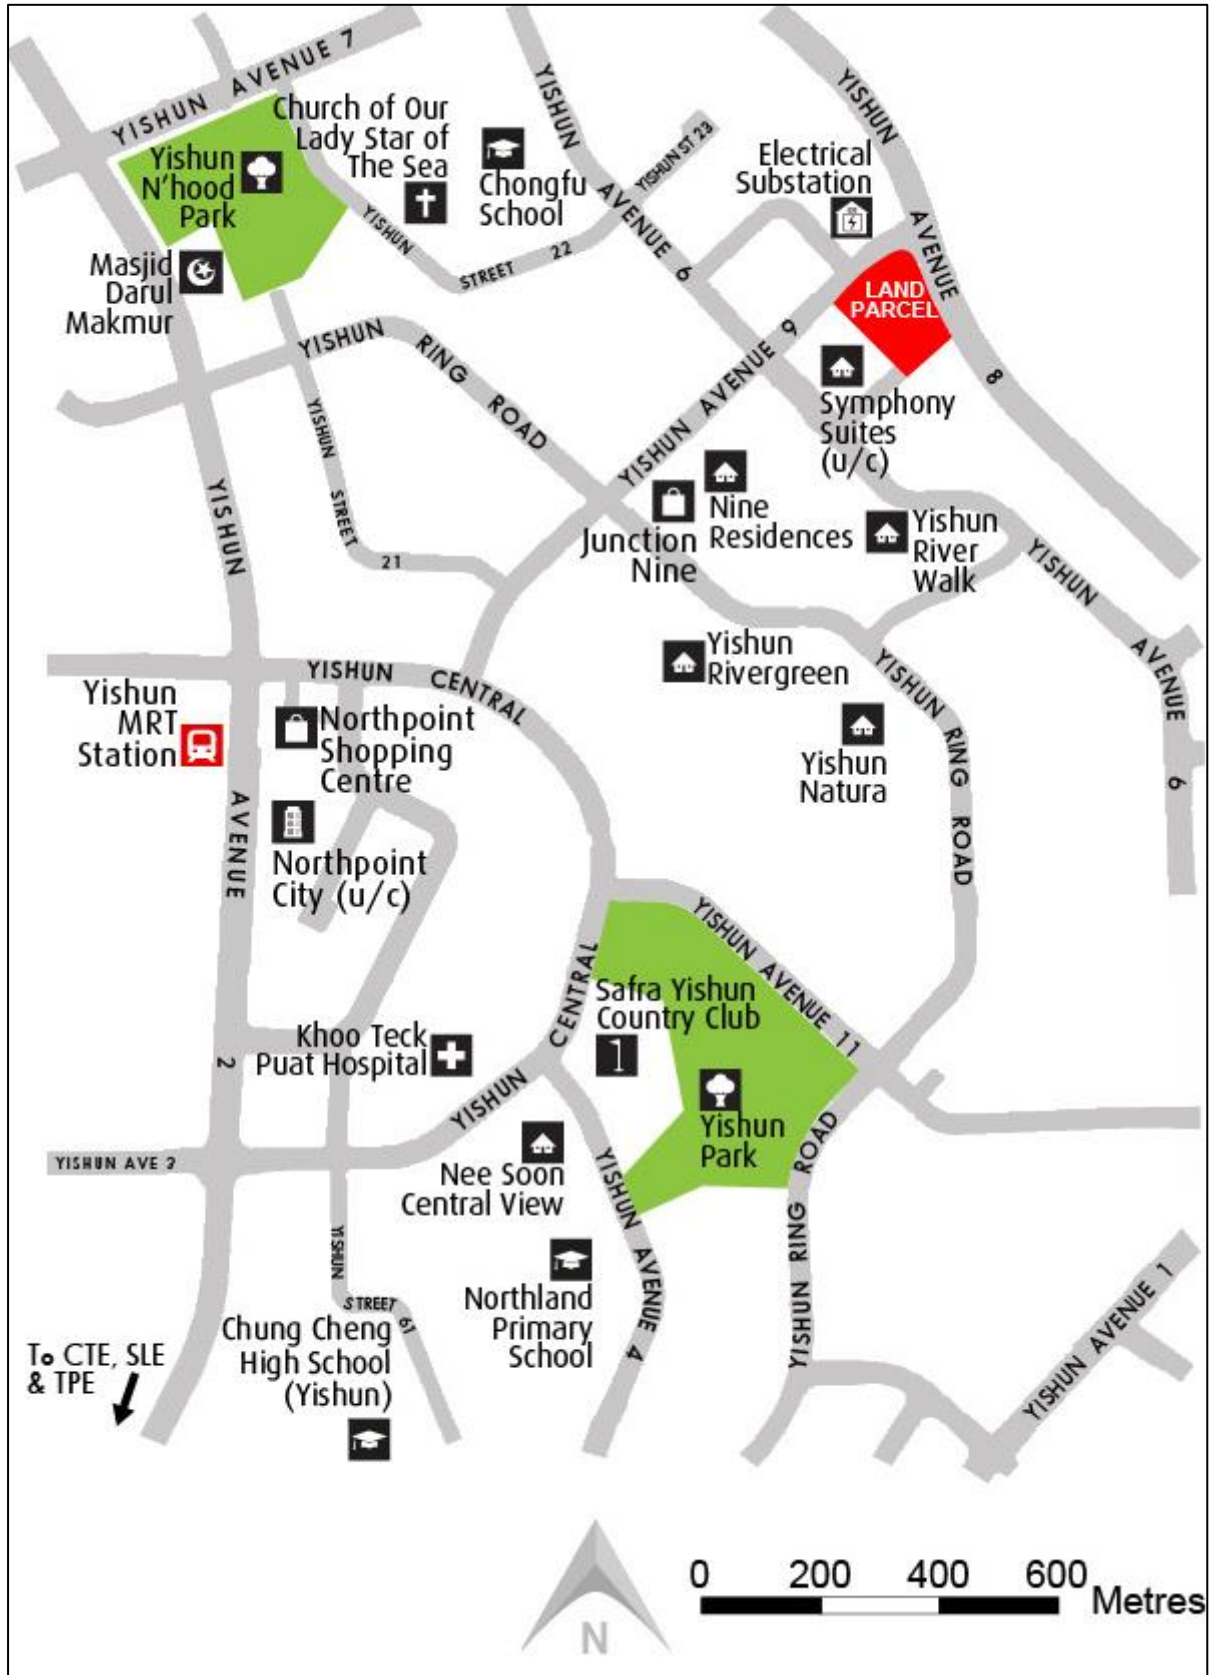 YISHUN AVENUE 7
YISHUN
AVENUE 6
YISHUN
AVENUE
8
Church of Our
Lady Star of
The Sea
Chongfu
School
YISHUN ST 23
Electrical
Substation
Yishun
N'hood
Park
YISHUN
STREET 22
Masjid
Darul
Makmur
LAND
PARCEL
YISHUN
RING
ROAD
YISHUN AVENUE 9
Symphony
Suites
(u/c)
YISHUN
STREET
21
YISHUN
AVENUE
2
Nine
Residences
Junction
Nine
Yishun
River
Walk
YISHUN
AVENUE
6
Yishun
Rivergreen
YISHUN
RING
ROAD
YISHUN
CENTRAL
Yishun
MRT
Station
Northpoint
Shopping
Centre
Yishun
Natura
Northpoint
City (u/c)
YISHUN AVENUE 11
CENTRAL
YISHUN
Safra Yishun
Country Club
Khoo Teck
Puat Hospital
Yishun
Park
YISHUN RING ROAD
YISHUN AVE 3
Nee Soon
Central View
YISHUN
AVENUE
4
YISHUN
STREET
61
Northland
Primary
School
Chung Cheng
High School
(Yishun)
YISHUN AVENUE 1
To CTE, SLE
& TPE
N
0 200 400 600
Metres